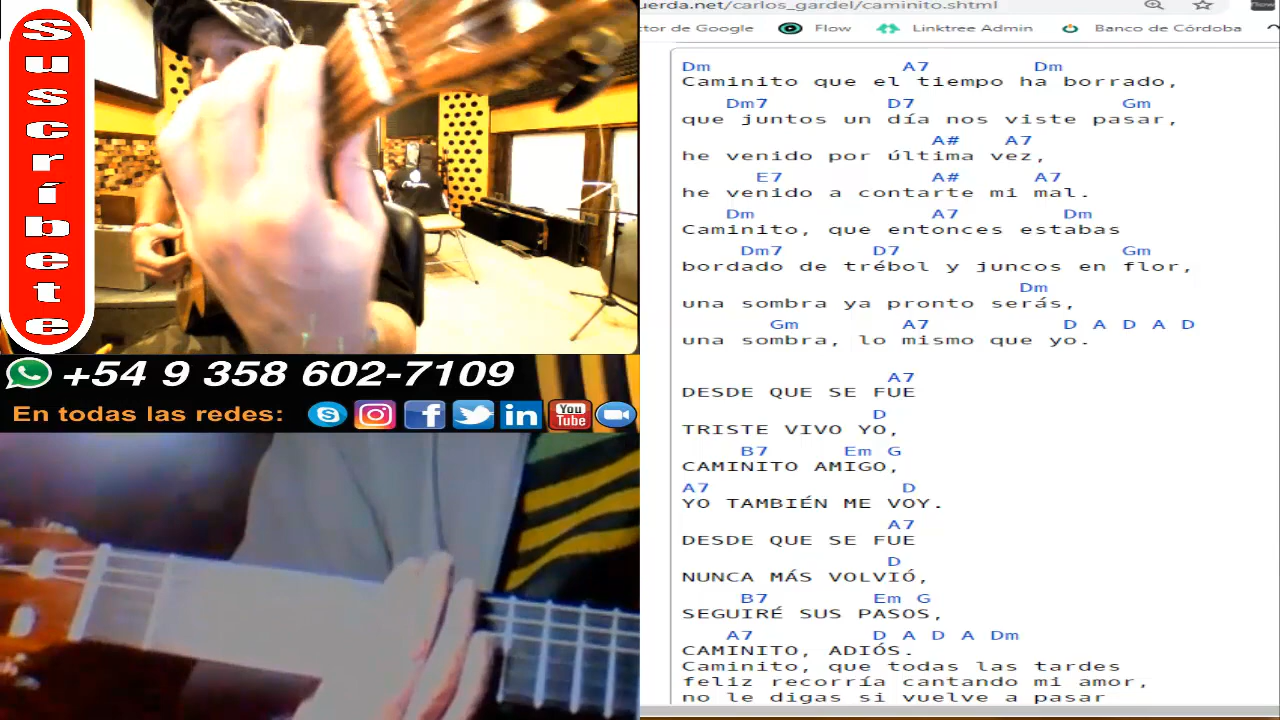 Suscríbete
+54 9 358 602-7109
En todas las redes:
You
Tube
uerda.net/carlos_gardel/caminito.shtml
tor de Google Flow Linktree Admin Banco de Córdoba
Dm A7 Dm
Caminito que el tiempo ha borrado,
Dm7 D7 Gm
que juntos un día nos viste pasar,
A# A7
he venido por última vez,
E7 A# A7
he venido a contarte mi mal.
Dm A7 Dm
Caminito, que entonces estabas
Dm7 D7 Gm
bordado de trébol y juncos en flor,
Dm
una sombra ya pronto serás,
Gm A7 D A D A D
una sombra, lo mismo que yo.
A7
DESDE QUE SE FUE
D
TRISTE VIVO YO,
B7 Em G
CAMINITO AMIGO,
A7 D
YO TAMBIÉN ME VOY.
A7
DESDE QUE SE FUE
D
NUNCA MÁS VOLVIÓ,
B7 Em G
SEGUIRÉ SUS PASOS,
A7 D A D A Dm
CAMINITO, ADIÓS.
Caminito, que todas las tardes
feliz recorría cantando mi amor,
no le digas si vuelve a pasar